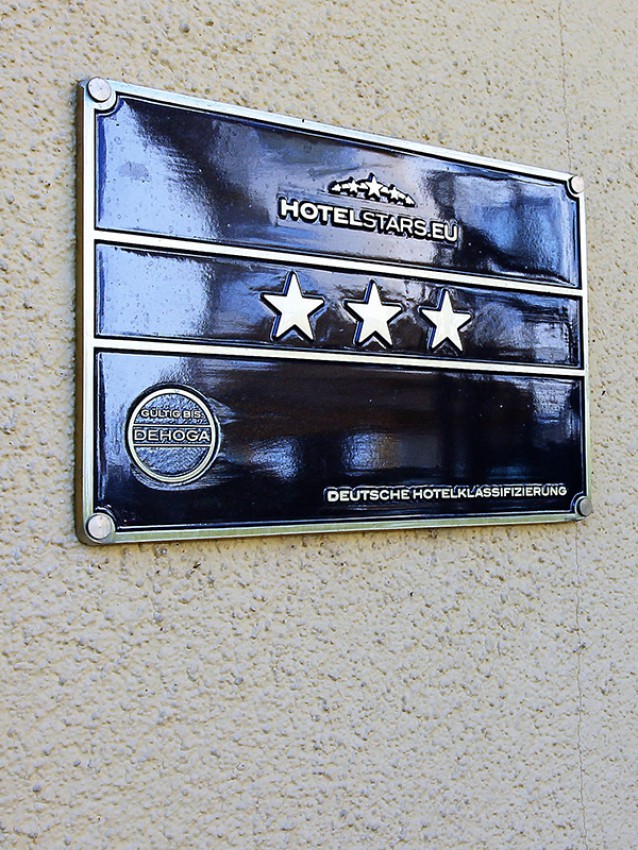 HOTELSTARS.EU
GÜLTIG BIS:
DEHOGA
DEUTSCHE HOTELKLASSIFIZIERUNG